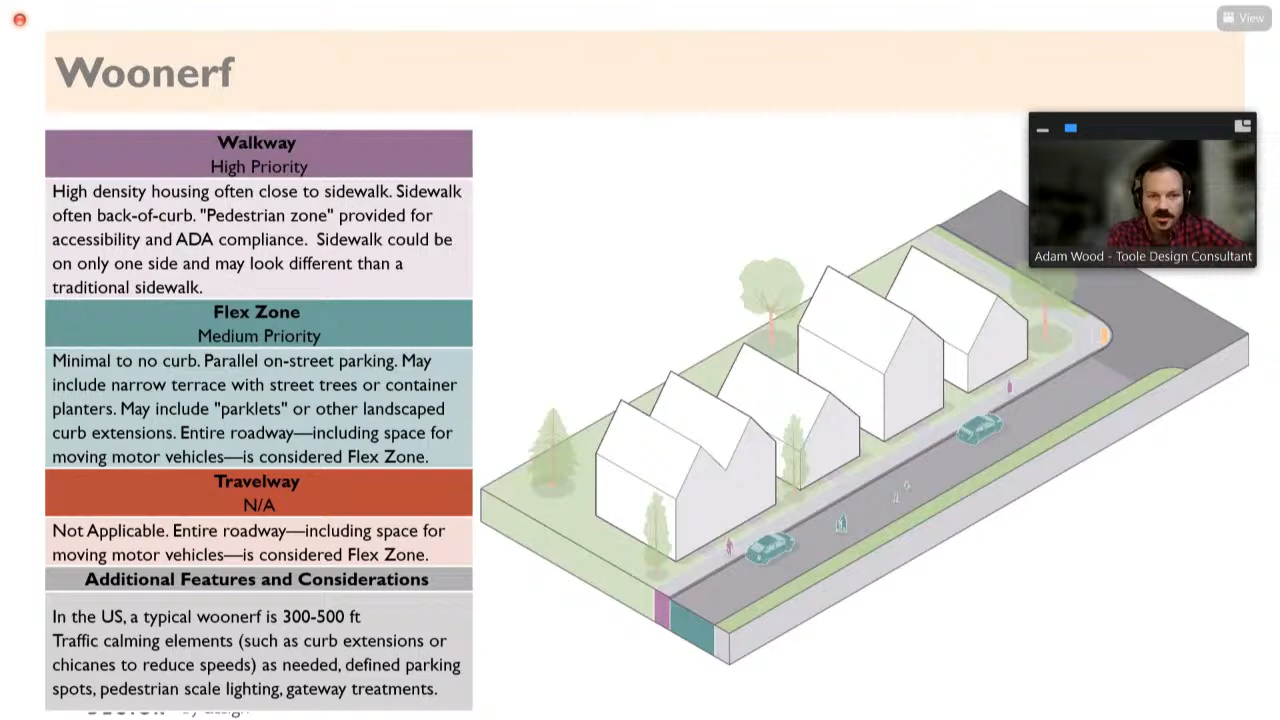 View
Woonerf
Walkway
High Priority
High density housing often close to sidewalk. Sidewalk
often back-of-curb. "Pedestrian zone" provided for
accessibility and ADA compliance.  Sidewalk could be
on only one side and may look different than a
traditional sidewalk.
Flex Zone
Medium Priority
Minimal to no curb. Parallel on-street parking. May
include narrow terrace with street trees or container
planters. May include "parklets" or other landscaped
curb extensions. Entire roadway—including space for
moving motor vehicles—is considered Flex Zone.
Travelway
N/A
Not Applicable. Entire roadway—including space for
moving motor vehicles—is considered Flex Zone.
Additional Features and Considerations
In the US, a typical woonerf is 300-500 ft
Traffic calming elements (such as curb extensions or
chicanes to reduce speeds) as needed, defined parking
spots, pedestrian scale lighting, gateway treatments.
Adam Wood - Toole Design Consultant